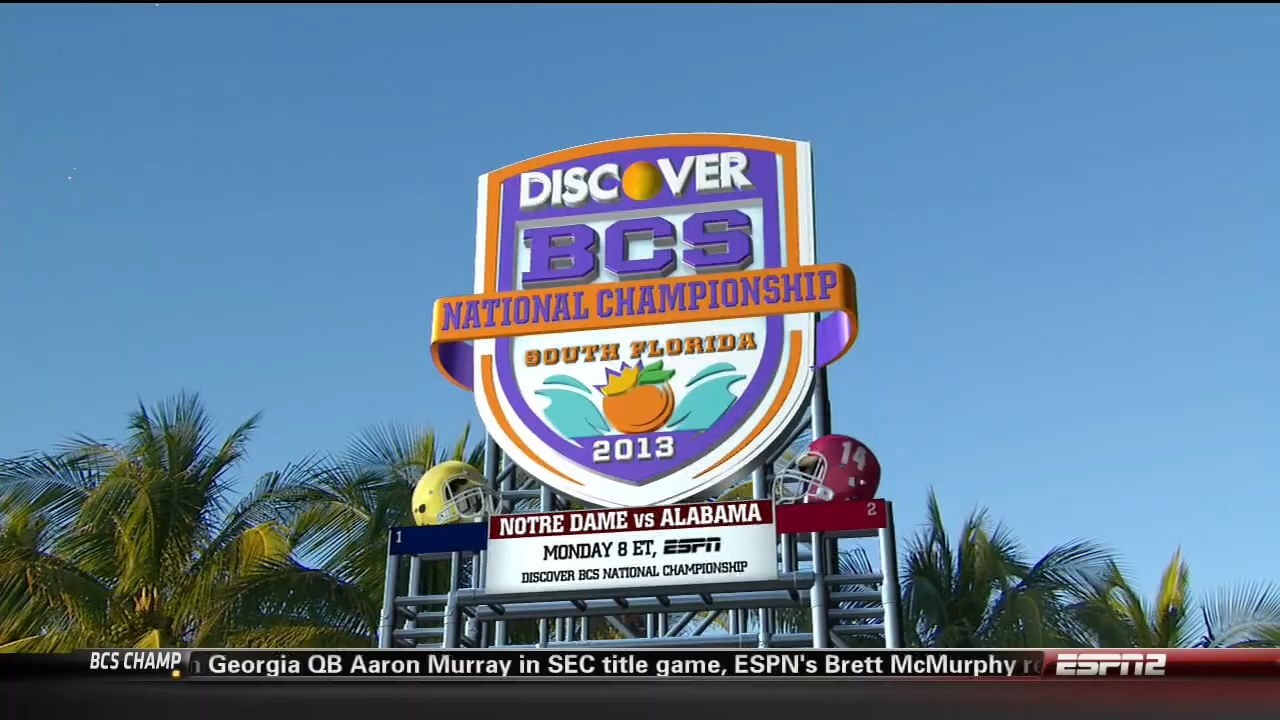 DISCOVER
BCS
NATIONAL CHAMPIONSHIP
SOUTH FLORIDA
2013
14
1
2
NOTRE DAME vs ALABAMA
MONDAY 8 ET, ESPN
DISCOVER BCS NATIONAL CHAMPIONSHIP
BCS CHAMP
Georgia QB Aaron Murray in SEC title game, ESPN's Brett McMurphy
ESPN2